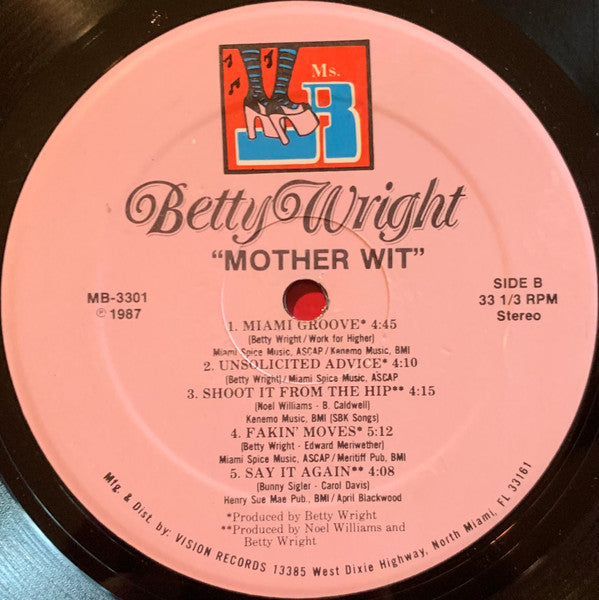 Ms.
B
Betty Wright
"MOTHER WIT"
MB-3301
℗ 1987
SIDE B
33 1/3 RPM
Stereo
1. MIAMI GROOVE* 4:45
(Betty Wright/Work for Higher)
Miami Spice Music, ASCAP/Kenemo Music, BMI
2. UNSOLICITED ADVICE* 4:10
(Betty Wright)/Miami Spice Music, ASCAP
3. SHOOT IT FROM THE HIP** 4:15
(Noel Williams - B. Caldwell)
Kenemo Music, BMI (SBK Songs)
4. FAKIN' MOVES* 5:12
(Betty Wright - Edward Meriwether)
Miami Spice Music, ASCAP/Meritiff Pub, BMI
5. SAY IT AGAIN** 4:08
(Bunny Sigler - Carol Davis)
Henry Sue Mae Pub., BMI/April Blackwood
*Produced by Betty Wright
**Produced by Noel Williams and
Betty Wright
Mfg. & Dist. by: VISION RECORDS 13385 West Dixie Highway, North Miami, FL 33161